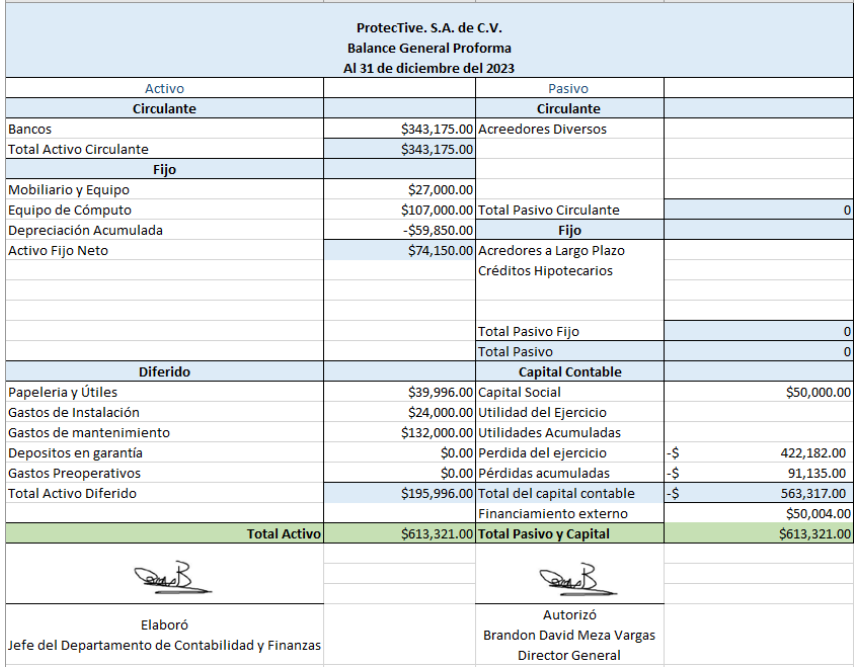 ProtecTive. S.A. de C.V.
Balance General Proforma
Al 31 de diciembre del 2023
Activo Pasivo
Circulante Circulante
Bancos $343,175.00 Acreedores Diversos
Total Activo Circulante $343,175.00
Fijo
Mobiliario y Equipo $27,000.00
Equipo de Cómputo $107,000.00 Total Pasivo Circulante 0
Depreciación Acumulada -$59,850.00 Fijo
Activo Fijo Neto $74,150.00 Acredores a Largo Plazo
Créditos Hipotecarios
Total Pasivo Fijo 0
Total Pasivo 0
Diferido Capital Contable
Papeleria y Útiles $39,996.00 Capital Social $50,000.00
Gastos de Instalación $24,000.00 Utilidad del Ejercicio
Gastos de mantenimiento $132,000.00 Utilidades Acumuladas
Depositos en garantía $0.00 Perdida del ejercicio -$ 422,182.00
Gastos Preoperativos $0.00 Pérdidas acumuladas -$ 91,135.00
Total Activo Diferido $195,996.00 Total del capital contable -$ 563,317.00
Financiamiento externo $50,004.00
Total Activo $613,321.00 Total Pasivo y Capital $613,321.00
Elaboró
Jefe del Departamento de Contabilidad y Finanzas
Autorizó
Brandon David Meza Vargas
Director General